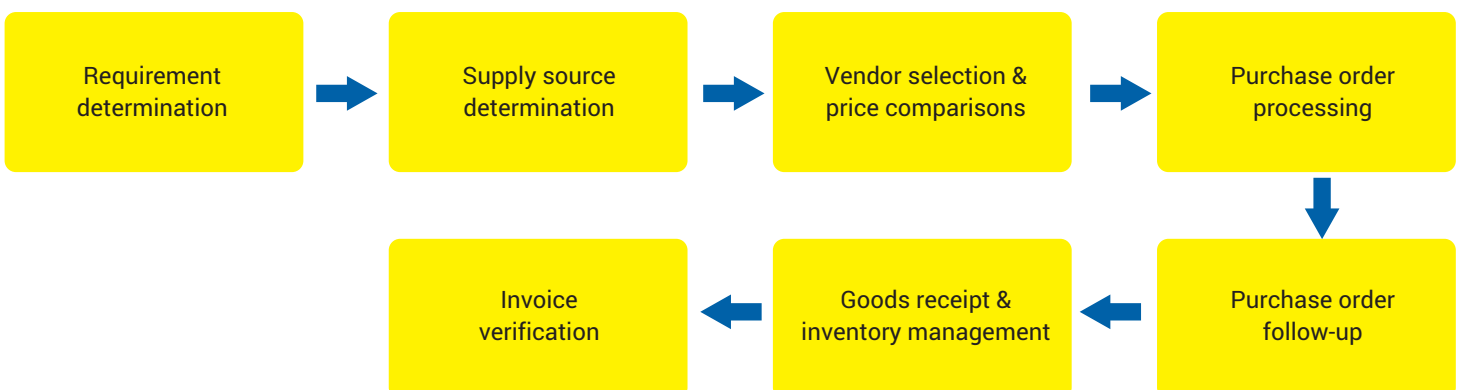 Requirement
determination
Supply source
determination
Vendor selection &
price comparisons
Purchase order
processing
Purchase order
follow-up
Goods receipt &
inventory management
Invoice
verification